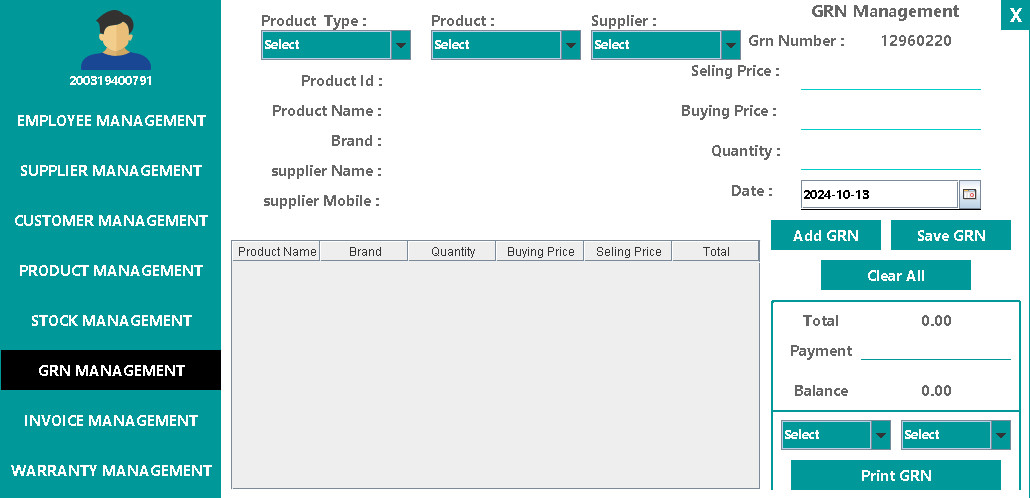 200319400791
EMPLOYEE MANAGEMENT
SUPPLIER MANAGEMENT
CUSTOMER MANAGEMENT
PRODUCT MANAGEMENT
STOCK MANAGEMENT
GRN MANAGEMENT
INVOICE MANAGEMENT
WARRANTY MANAGEMENT
GRN Management
X
Product Type :
Product :
Supplier :
Select
Select
Select
Grn Number : 12960220
Product Id :
Product Name :
Brand :
supplier Name :
supplier Mobile :
Seling Price :
Buying Price :
Quantity :
Date : 2024-10-13
Add GRN
Save GRN
Clear All
Product Name Brand Quantity Buying Price Seling Price Total
Total 0.00
Payment
Balance 0.00
Select
Select
Print GRN